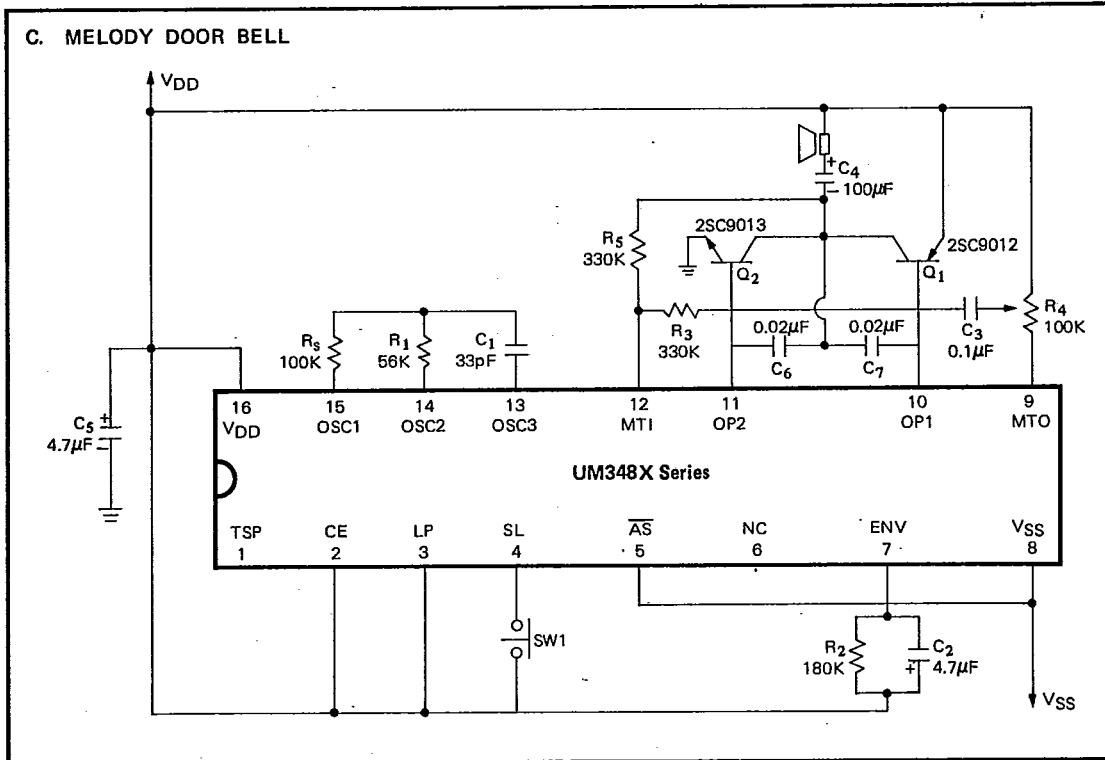 C. MELODY DOOR BELL
VDD
C4
100µF
2SC9013
2SC9012
R5
330K
Q2
Q1
R4
100K
RS
100K
R1
56K
C1
33pF
R3
330K
0.02µF
0.02µF
C3
0.1µF
C6
C7
C5
4.7µF
16
15
14
13
12
11
10
9
VDD
OSC1
OSC2
OSC3
MTI
OP2
OP1
MTO
UM348X Series
TSP
CE
LP
SL
AS
NC
ENV
VSS
1
2
3
4
5
6
7
8
SW1
R2
180K
C2
4.7µF
VSS